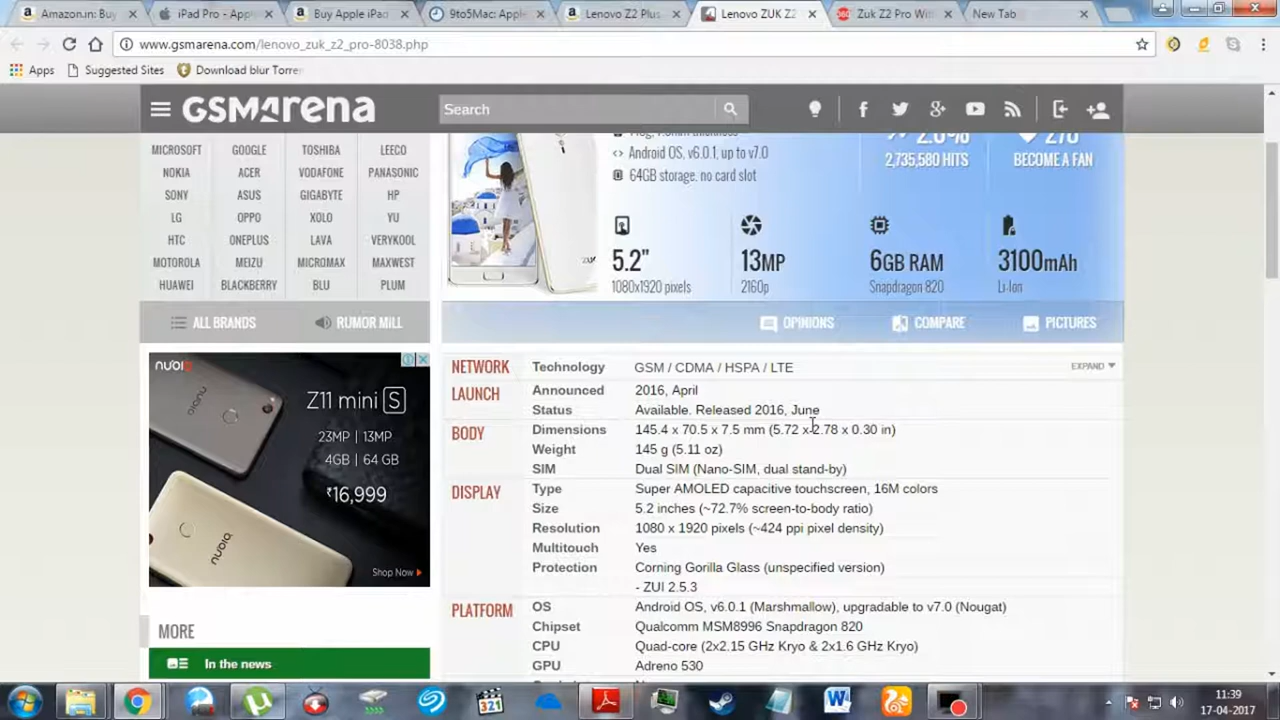 Amazon.in: Buy
iPad Pro - Appl
Buy Apple iPad
9to5Mac: Apple
Lenovo Z2 Plus
Lenovo ZUK Z2
Zuk Z2 Pro With
New Tab
www.gsmarena.com/lenovo_zuk_z2_pro-8038.php
Apps
Suggested Sites
Download blur Torre
GSMArena
Search
MICROSOFT GOOGLE TOSHIBA LEECO
NOKIA ACER VODAFONE PANASONIC
SONY ASUS GIGABYTE HP
LG OPPO XOLO YU
HTC ONEPLUS LAVA VERYKOOL
MOTOROLA MEIZU MICROMAX MAXWEST
HUAWEI BLACKBERRY BLU PLUM
ALL BRANDS
RUMOR MILL
Android OS, v6.0.1, up to v7.0
64GB storage, no card slot
2,735,580 HITS
BECOME A FAN
5.2"
1080x1920 pixels
13MP
2160p
6GB RAM
Snapdragon 820
3100mAh
Li-Ion
OPINIONS
COMPARE
PICTURES
nubia
Z11 mini S
23MP | 13MP
4GB | 64 GB
₹16,999
nubia
Shop Now
MORE
In the news
NETWORK Technology GSM / CDMA / HSPA / LTE EXPAND
LAUNCH Announced 2016, April
Status Available. Released 2016, June
BODY Dimensions 145.4 x 70.5 x 7.5 mm (5.72 x 2.78 x 0.30 in)
Weight 145 g (5.11 oz)
SIM Dual SIM (Nano-SIM, dual stand-by)
DISPLAY Type Super AMOLED capacitive touchscreen, 16M colors
Size 5.2 inches (~72.7% screen-to-body ratio)
Resolution 1080 x 1920 pixels (~424 ppi pixel density)
Multitouch Yes
Protection Corning Gorilla Glass (unspecified version)
- ZUI 2.5.3
PLATFORM OS Android OS, v6.0.1 (Marshmallow), upgradable to v7.0 (Nougat)
Chipset Qualcomm MSM8996 Snapdragon 820
CPU Quad-core (2x2.15 GHz Kryo & 2x1.6 GHz Kryo)
GPU Adreno 530
321
11:39
17-04-2017